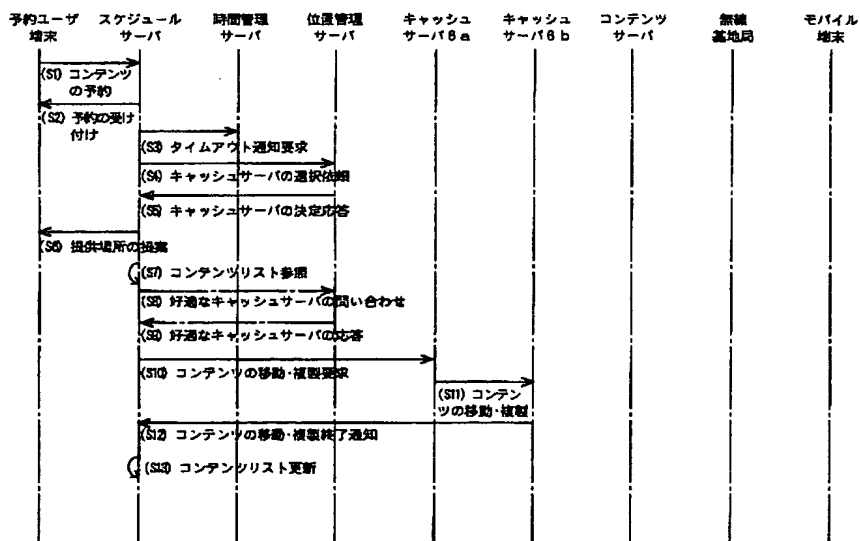 予約ユーザ 端末
スケジュール サーバ
時間管理 サーバ
位置管理 サーバ
キャッシュ サーバ6a
キャッシュ サーバ6b
コンテンツ サーバ
無線 基地局
モバイル 端末
(S1) コンテンツ
の予約
(S2) 予約の受け
付け
(S3) タイムアウト通知要求
(S4) キャッシュサーバの選択依頼
(S5) キャッシュサーバの決定応答
(S6) 提供場所の提案
(S7) コンテンツリスト参照
(S8) 好適なキャッシュサーバの問い合わせ
(S9) 好適なキャッシュサーバの応答
(S10) コンテンツの移動・複製要求
(S11) コンテン
ツの移動・複製
(S12) コンテンツの移動・複製終了通知
(S13) コンテンツリスト更新